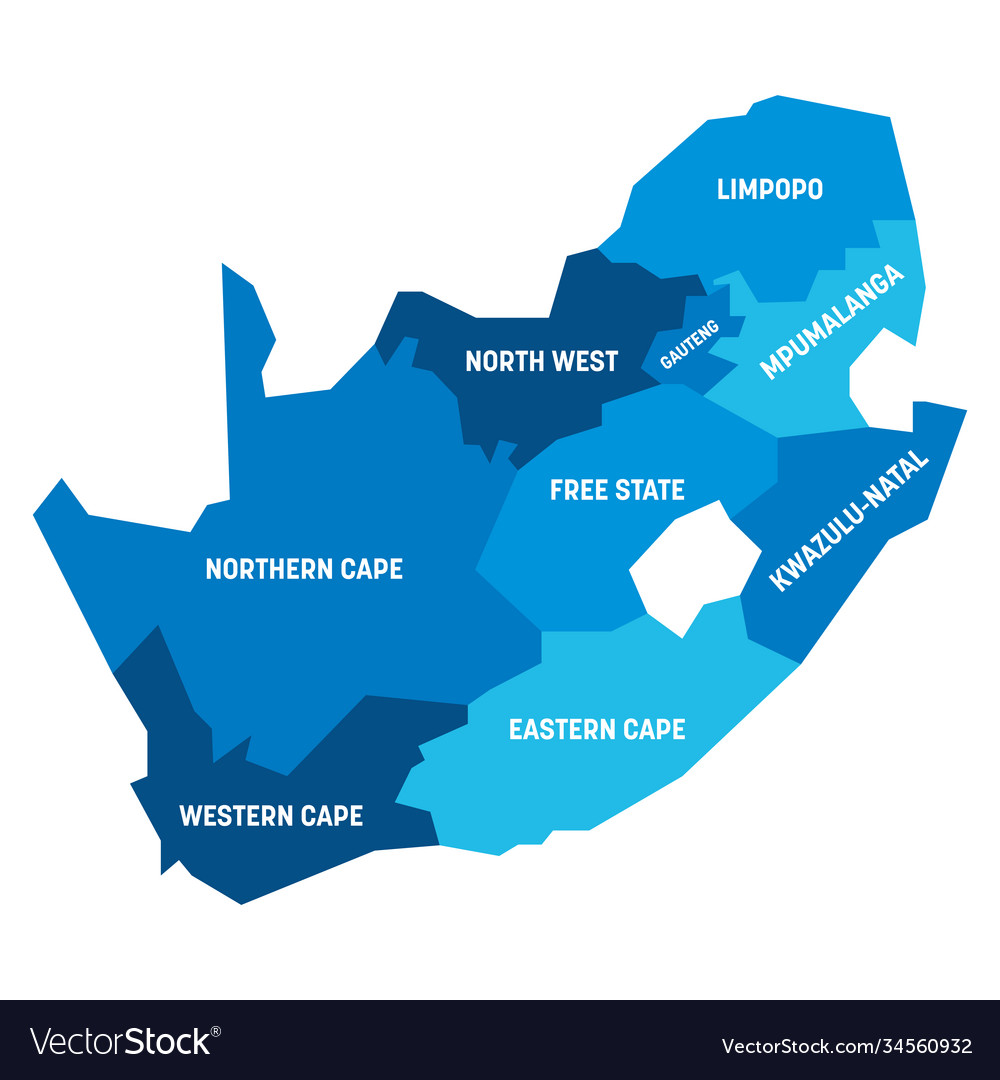 LIMPOPO
MPUMALANGA
GAUTENG
NORTH WEST
FREE STATE
KWAZULU-NATAL
NORTHERN CAPE
EASTERN CAPE
WESTERN CAPE
VectorStock®
VectorStock.com/34560932